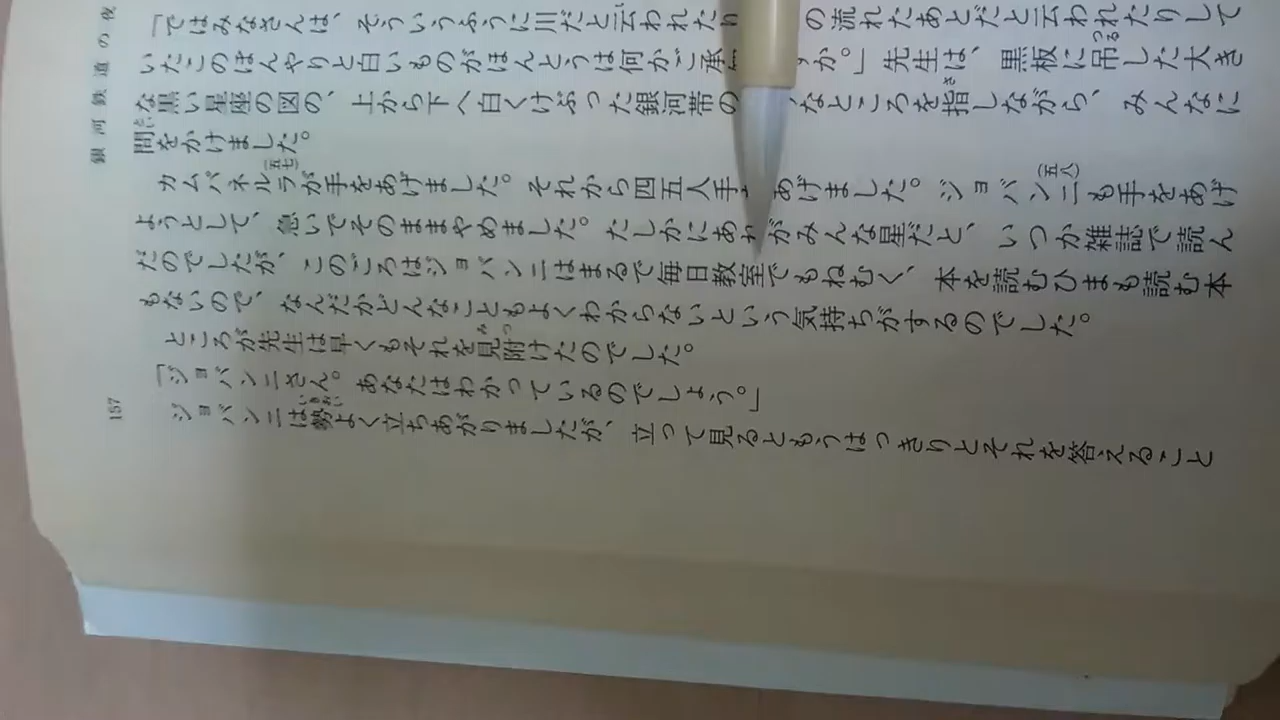 銀河鉄道の夜
157
「ではみなさんは、そういうふうに川だと云われた の流れたあとだと云われたりして
つる
いたこのぼんやりと白いものがほんとうは何かご承 か。」先生は、黒板に吊した大き
さ
な黒い星座の図の、上から下へ白くけぶった銀河帯の なところを指しながら、みんなに
とい
問をかけました。
(五七) (五八)
カムパネルラが手をあげました。それから四五人手 あげました。ジョバンニも手をあげ
ようとして、急いでそのままやめました。たしかにあれがみんな星だと、いつか雑誌で読ん
だのでしたが、このごろはジョバンニはまるで毎日教室でもねむく、本を読むひまも読む本
もないので、なんだかどんなこともよくわからないという気持ちがするのでした。
みつ
ところが先生は早くもそれを見附けたのでした。
「ジョバンニさん。あなたはわかっているのでしょう。」
いきおい
ジョバンニは勢よく立ちあがりましたが、立って見るともうはっきりとそれを答えること